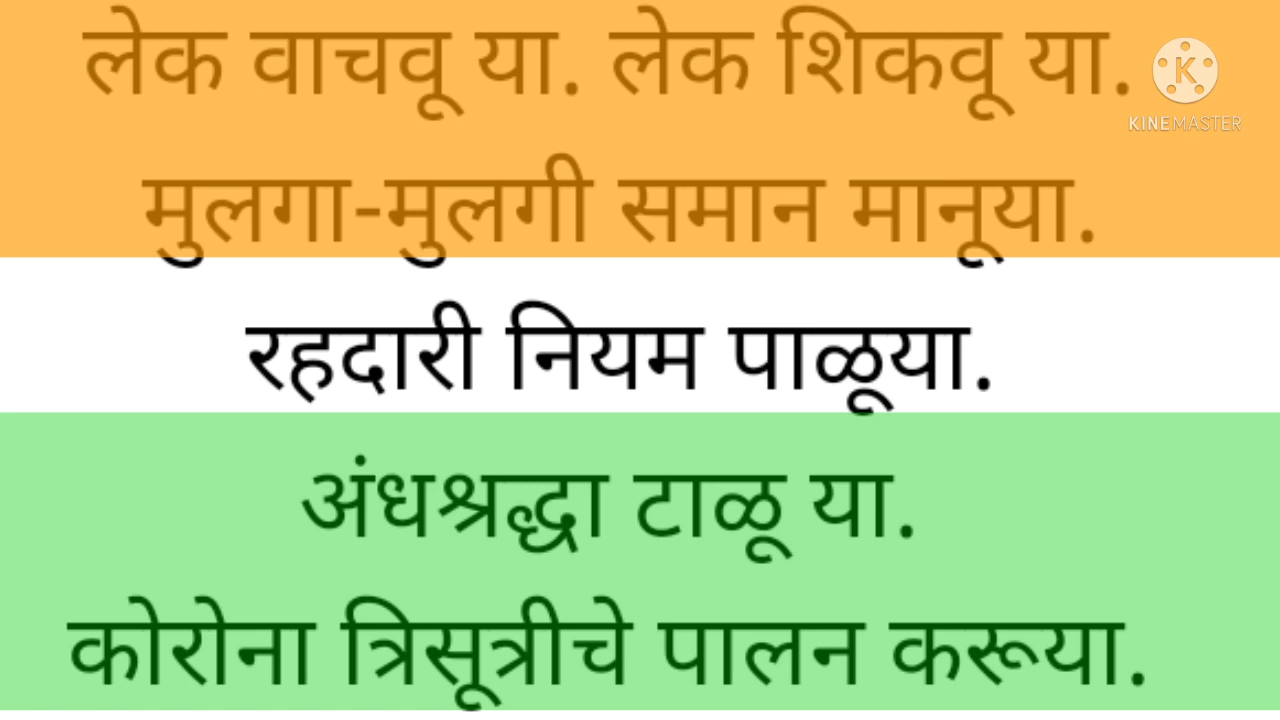 लेक वाचवू या. लेक शिकवू या.
KINEMASTER
मुलगा-मुलगी समान मानूया.
रहदारी नियम पाळूया.
अंधश्रद्धा टाळू या.
कोरोना त्रिसूत्रीचे पालन करूया.